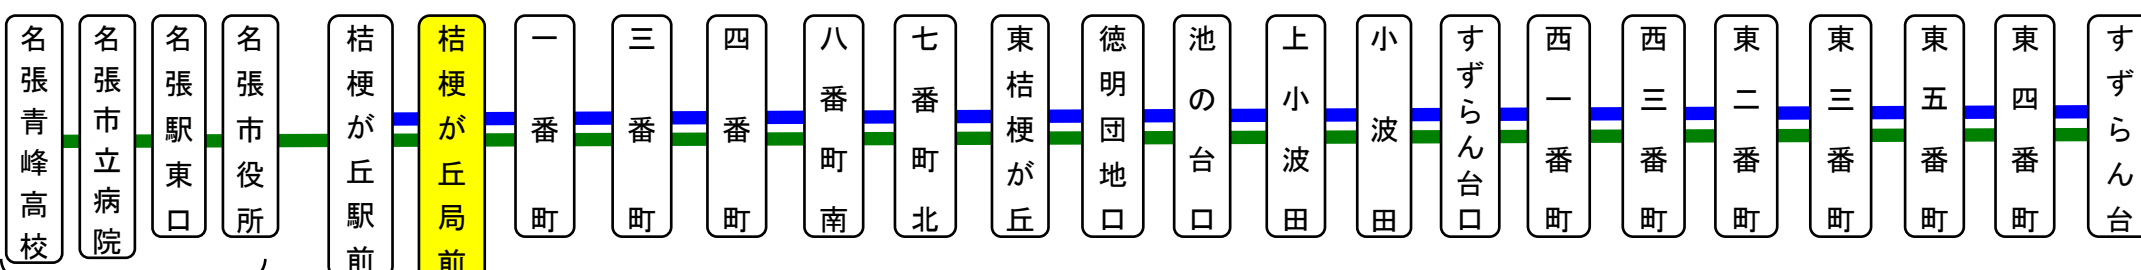 名張青峰高校
名張市立病院
名張駅東口
名張市役所
桔梗が丘駅前
桔梗が丘局前
一番町
三番町
四番町
八番町南
七番町北
東桔梗が丘
徳明団地口
池の台口
上小波田
小波田
すずらん台口
西一番町
西三番町
東二番町
東三番町
東五番町
東四番町
すずらん台